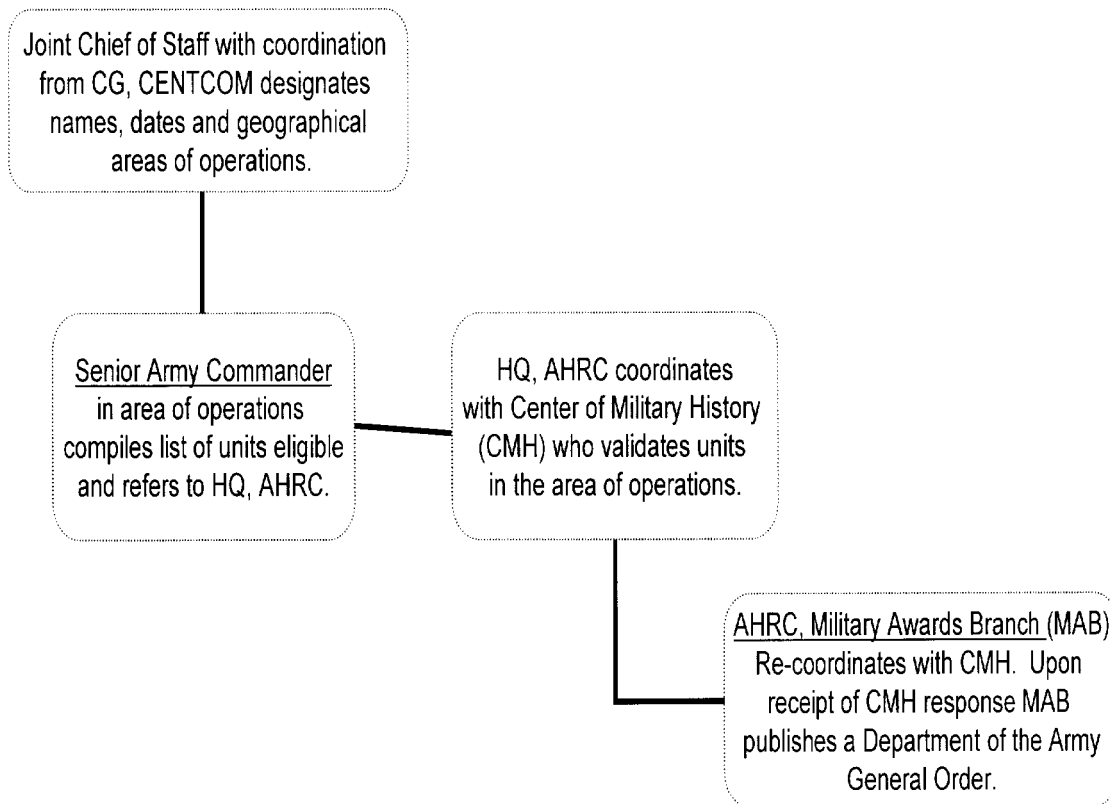 Joint Chief of Staff with coordination
from CG, CENTCOM designates
names, dates and geographical
areas of operations.
Senior Army Commander
in area of operations
compiles list of units eligible
and refers to HQ, AHRC.
HQ, AHRC coordinates
with Center of Military History
(CMH) who validates units
in the area of operations.
AHRC, Military Awards Branch (MAB)
Re-coordinates with CMH.  Upon
receipt of CMH response MAB
publishes a Department of the Army
General Order.